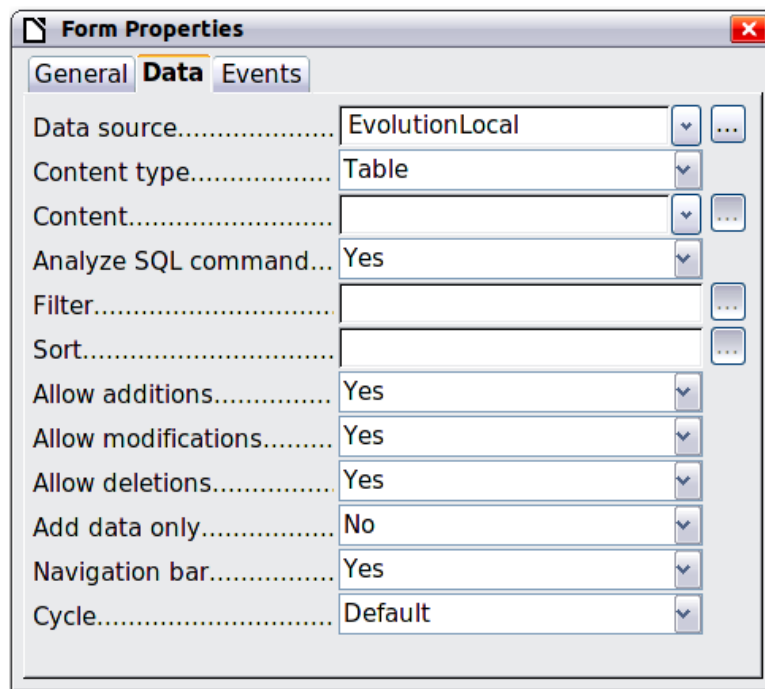 Form Properties
General Data Events
Data source.................... EvolutionLocal ...
Content type.................. Table
Content.......................... ...
Analyze SQL command... Yes
Filter.............................. ...
Sort................................ ...
Allow additions............... Yes
Allow modifications......... Yes
Allow deletions............... Yes
Add data only................. No
Navigation bar................ Yes
Cycle.............................. Default